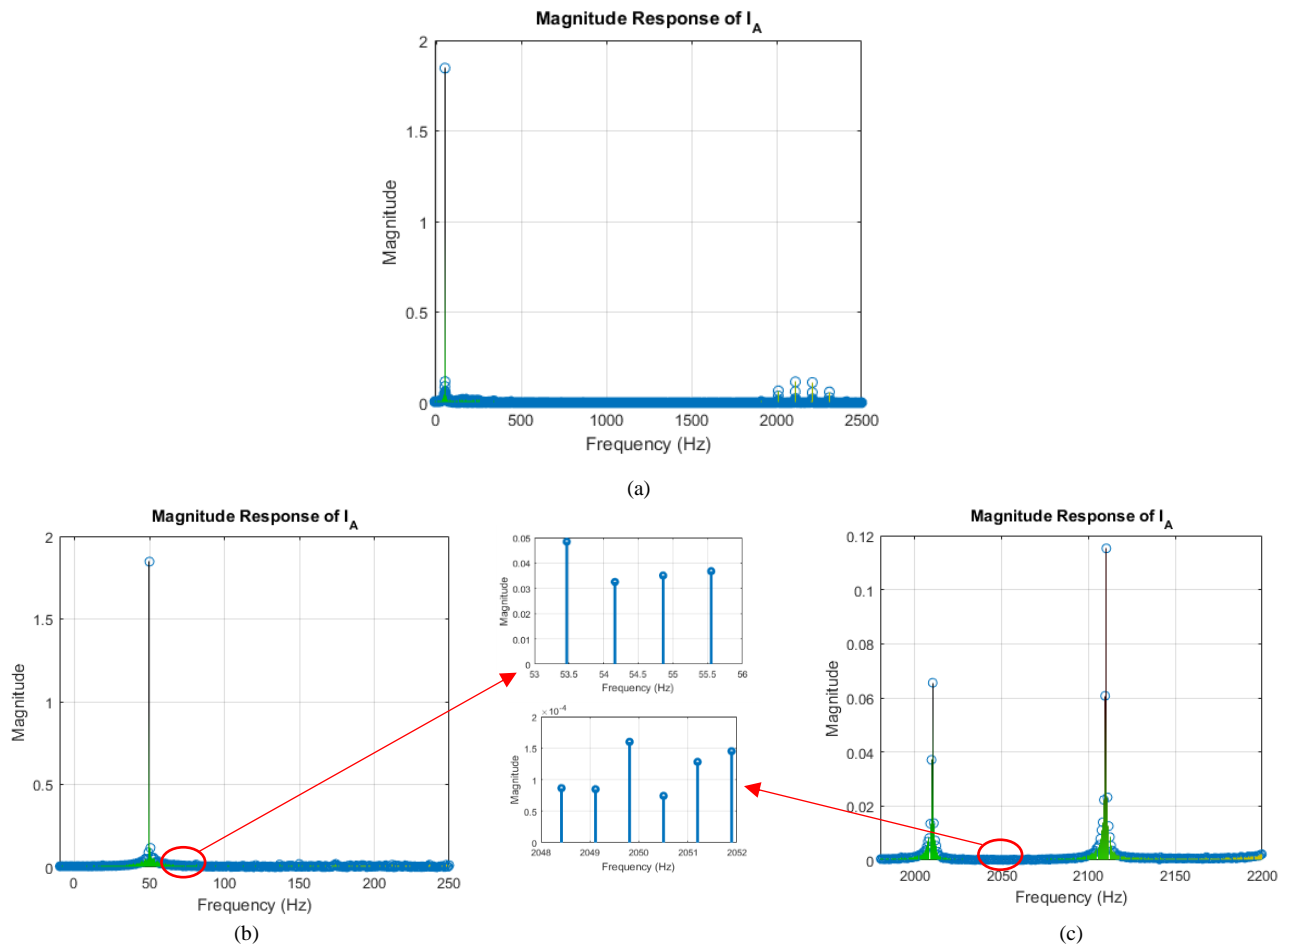 Magnitude Response of I_A
2
1.5
1
0.5
0
Magnitude
0 500 1000 1500 2000 2500
Frequency (Hz)
(a)
Magnitude Response of I_A
2
1.5
1
0.5
0
Magnitude
0 50 100 150 200 250
Frequency (Hz)
(b)
0.05
0.04
0.03
0.02
0.01
0
Magnitude
53 53.5 54 54.5 55 55.5 56
Frequency (Hz)
×10^-4
2
1.5
1
0.5
0
Magnitude
2048 2049 2050 2051 2052
Frequency (Hz)
Magnitude Response of I_A
0.12
0.1
0.08
0.06
0.04
0.02
0
Magnitude
2000 2050 2100 2150 2200
Frequency (Hz)
(c)